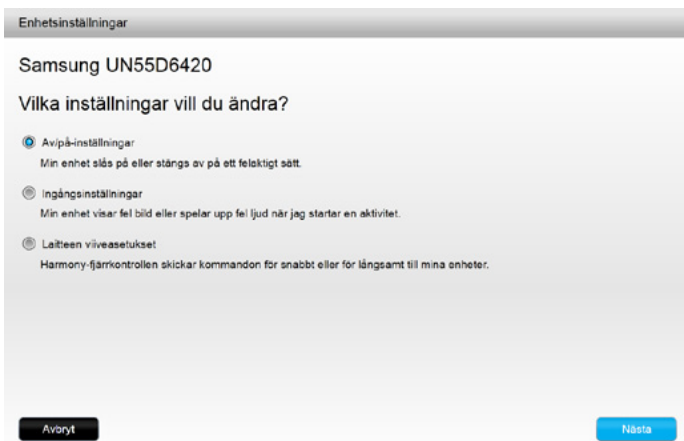 Enhetsinställningar
Samsung UN55D6420
Vilka inställningar vill du ändra?
Av/på-inställningar
Min enhet slås på eller stängs av på ett felaktigt sätt.
Ingångsinställningar
Min enhet visar fel bild eller spelar upp fel ljud när jag startar en aktivitet.
Laitteen viiveasetukset
Harmony-fjärrkontrollen skickar kommandon för snabbt eller för långsamt till mina enheter.
Avbryt
Nästa